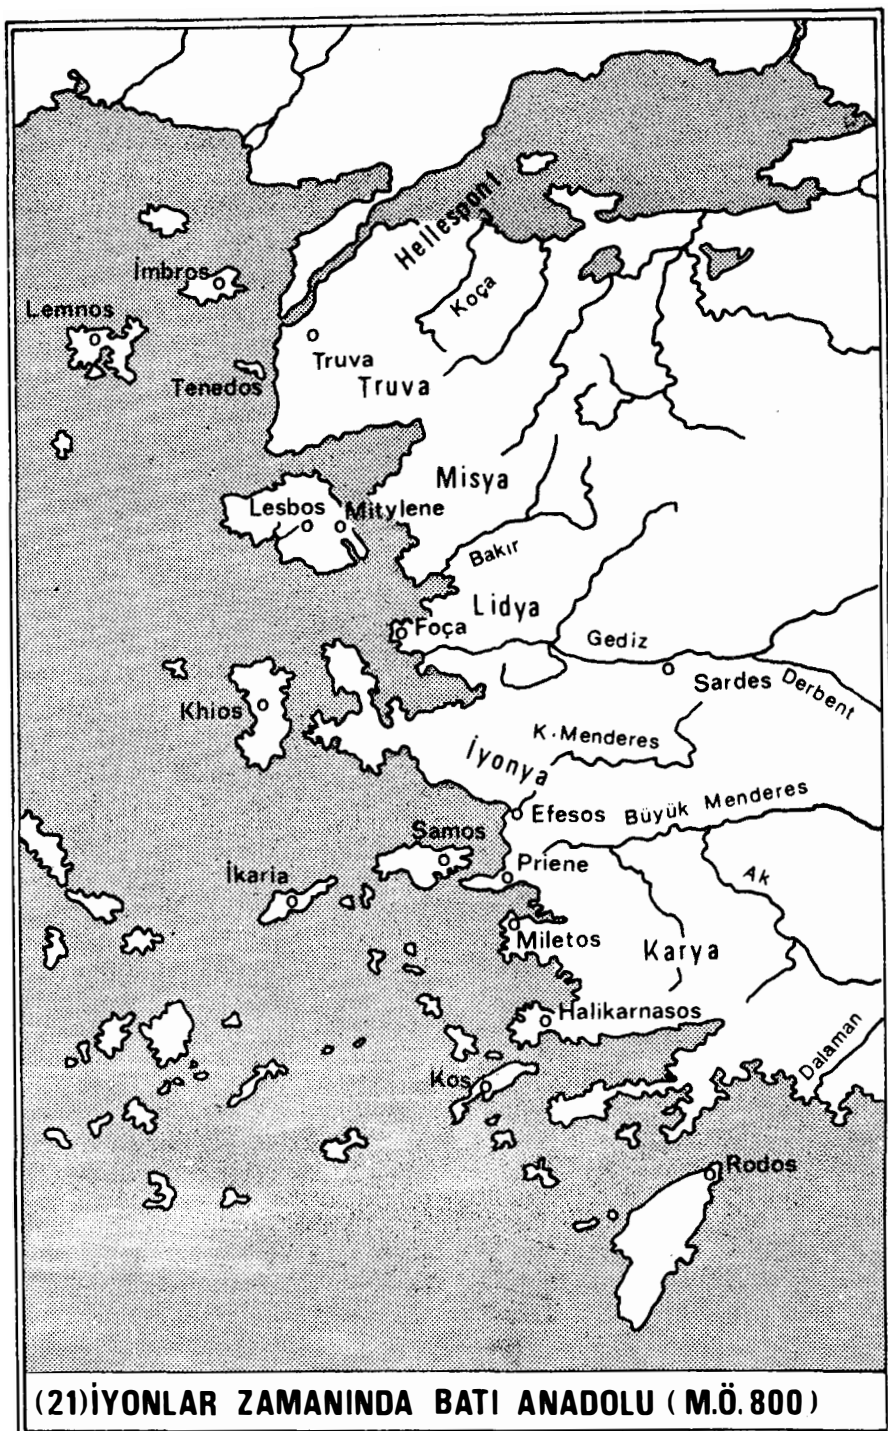 Hellespont
Koça
İmbros
Lemnos
Truva
Tenedos
Truva
Misya
Lesbos
Mitylene
Bakır
Lidya
Foça
Gediz
Sardes
Derbent
Khios
K.Menderes
İyonya
Efesos
Büyük Menderes
Samos
Priene
İkaria
Ak
Miletos
Karya
Halikarnasos
Dalaman
Kos
Rodos
(21)İYONLAR ZAMANINDA BATI ANADOLU (M.Ö.800)